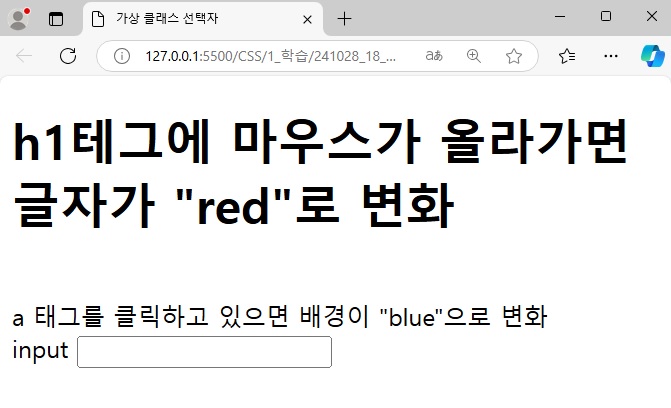 가상 클래스 선택자
127.0.0.1:5500/CSS/1_학습/241028_18_...
aあ
h1테그에 마우스가 올라가면
글자가 "red"로 변화
a 태그를 클릭하고 있으면 배경이 "blue"으로 변화
input